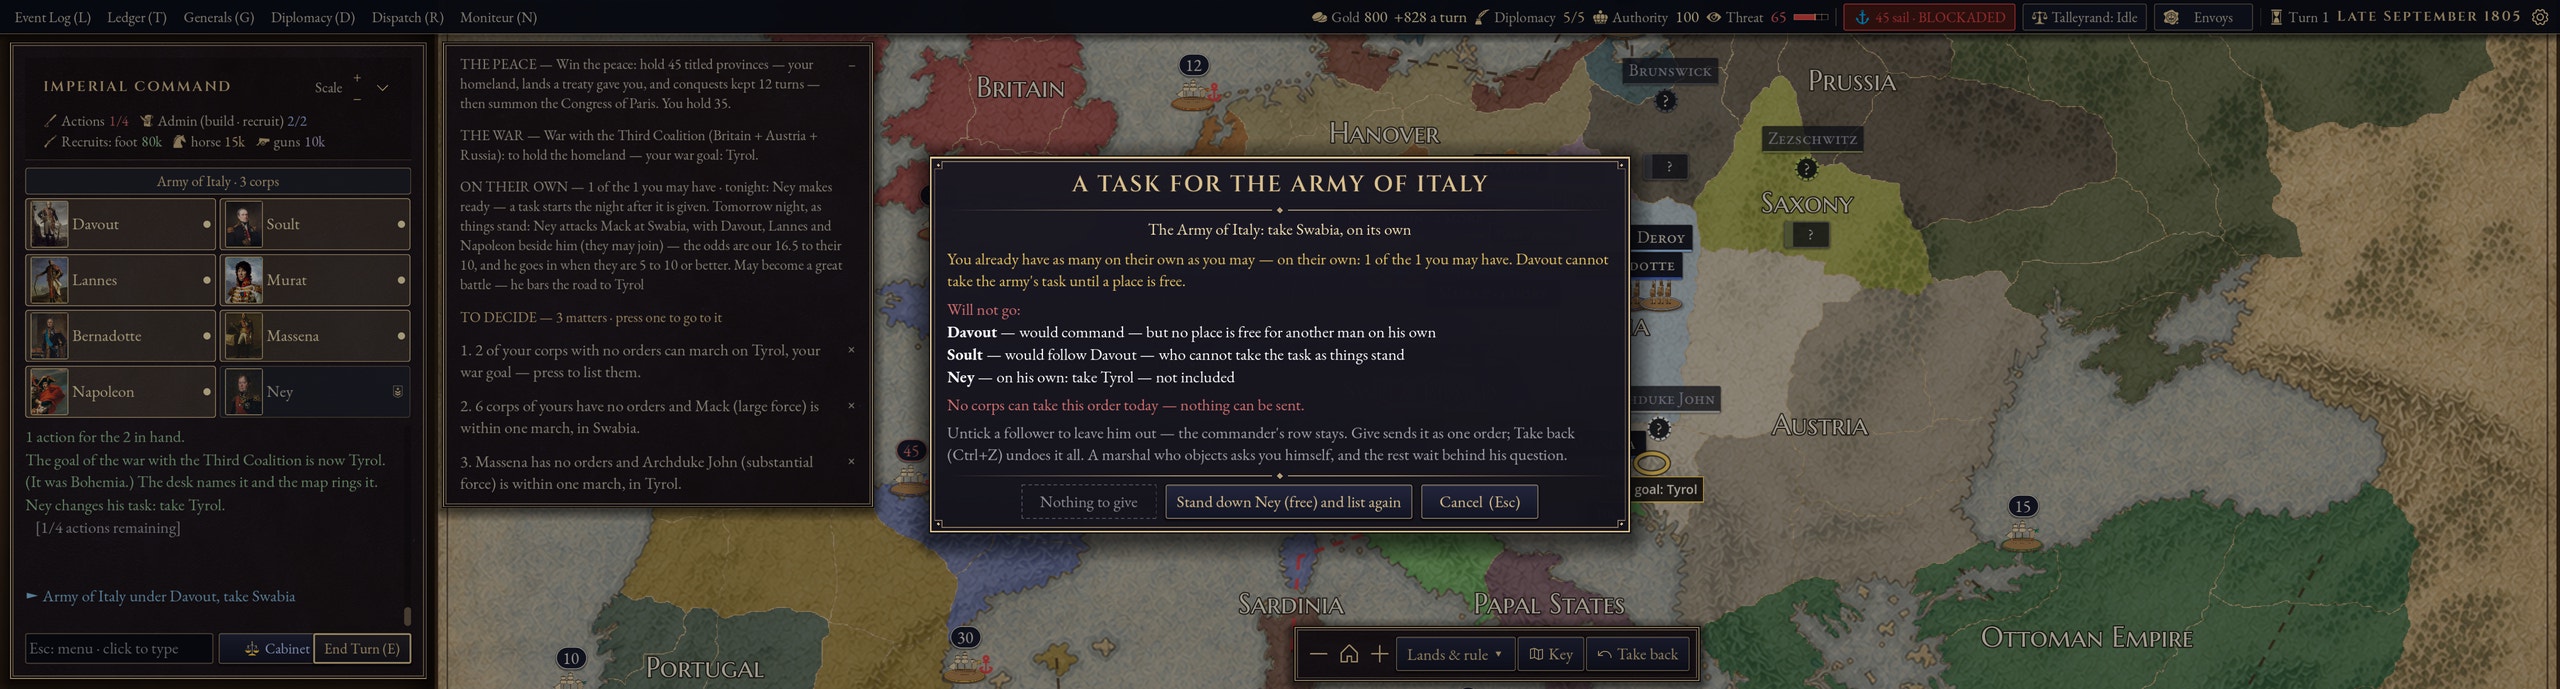 Event Log (L) Ledger (T) Generals (G) Diplomacy (D) Dispatch (R) Moniteur (N)
Gold 800 +828 a turn Diplomacy 5/5 Authority 100 Threat 65 45 sail · BLOCKADED Talleyrand: Idle Envoys Turn 1 LATE SEPTEMBER 1805
IMPERIAL COMMAND
Scale + −
Actions 1/4 Admin (build · recruit) 2/2
Recruits: foot 80k horse 15k guns 10k
Army of Italy · 3 corps
Davout Soult
Lannes Murat
Bernadotte Massena
Napoleon Ney
1 action for the 2 in hand.
The goal of the war with the Third Coalition is now Tyrol.
(It was Bohemia.) The desk names it and the map rings it.
Ney changes his task: take Tyrol.
[1/4 actions remaining]
► Army of Italy under Davout, take Swabia
Esc: menu · click to type Cabinet End Turn (E)
THE PEACE — Win the peace: hold 45 titled provinces — your −
homeland, lands a treaty gave you, and conquests kept 12 turns —
then summon the Congress of Paris. You hold 35.
THE WAR — War with the Third Coalition (Britain + Austria +
Russia): to hold the homeland — your war goal: Tyrol.
ON THEIR OWN — 1 of the 1 you may have · tonight: Ney makes
ready — a task starts the night after it is given. Tomorrow night, as
things stand: Ney attacks Mack at Swabia, with Davout, Lannes and
Napoleon beside him (they may join) — the odds are our 16.5 to their
10, and he goes in when they are 5 to 10 or better. May become a great
battle — he bars the road to Tyrol
TO DECIDE — 3 matters · press one to go to it
1. 2 of your corps with no orders can march on Tyrol, your ×
war goal — press to list them.
2. 6 corps of yours have no orders and Mack (large force) is ×
within one march, in Swabia.
3. Massena has no orders and Archduke John (substantial ×
force) is within one march, in Tyrol.
A TASK FOR THE ARMY OF ITALY
The Army of Italy: take Swabia, on its own
You already have as many on their own as you may — on their own: 1 of the 1 you may have. Davout cannot
take the army's task until a place is free.
Will not go:
Davout — would command — but no place is free for another man on his own
Soult — would follow Davout — who cannot take the task as things stand
Ney — on his own: take Tyrol — not included
No corps can take this order today — nothing can be sent.
Untick a follower to leave him out — the commander's row stays. Give sends it as one order; Take back
(Ctrl+Z) undoes it all. A marshal who objects asks you himself, and the rest wait behind his question.
Nothing to give Stand down Ney (free) and list again Cancel (Esc)
BRITAIN
12
HANOVER
BRUNSWICK
?
PRUSSIA
ZEZSCHWITZ
?
?
SAXONY
?
DEROY
DOTTE
IA
HDUKE JOHN
?
A
goal: Tyrol
AUSTRIA
45
15
SARDINIA
PAPAL STATES
30
10
PORTUGAL
OTTOMAN EMPIRE
− + Lands & rule ▾ Key Take back